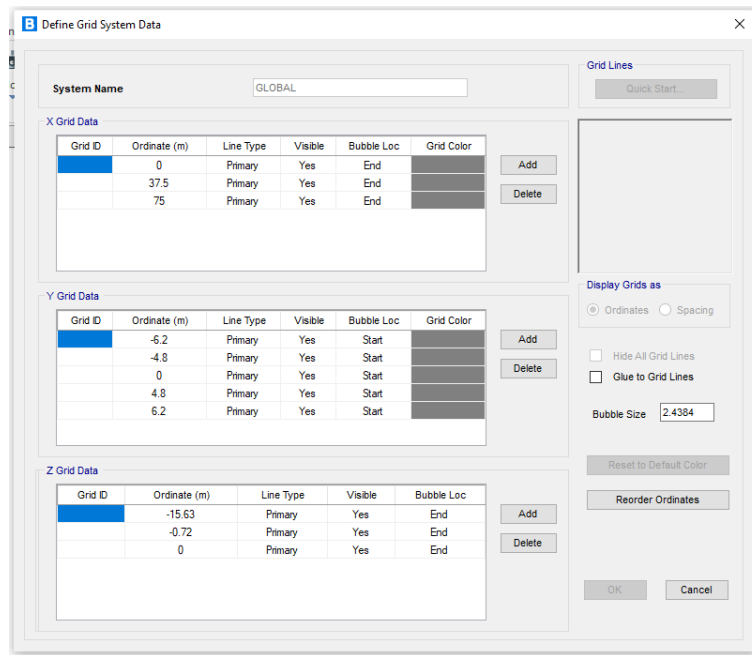 B Define Grid System Data
System Name GLOBAL
Grid Lines
Quick Start...
X Grid Data
Grid ID Ordinate (m) Line Type Visible Bubble Loc Grid Color
0 Primary Yes End
37.5 Primary Yes End
75 Primary Yes End
Add
Delete
Y Grid Data
Grid ID Ordinate (m) Line Type Visible Bubble Loc Grid Color
-6.2 Primary Yes Start
-4.8 Primary Yes Start
0 Primary Yes Start
4.8 Primary Yes Start
6.2 Primary Yes Start
Add
Delete
Z Grid Data
Grid ID Ordinate (m) Line Type Visible Bubble Loc
-15.63 Primary Yes End
-0.72 Primary Yes End
0 Primary Yes End
Add
Delete
Display Grids as
Ordinates Spacing
Hide All Grid Lines
Glue to Grid Lines
Bubble Size 2.4384
Reset to Default Color
Reorder Ordinates
OK Cancel